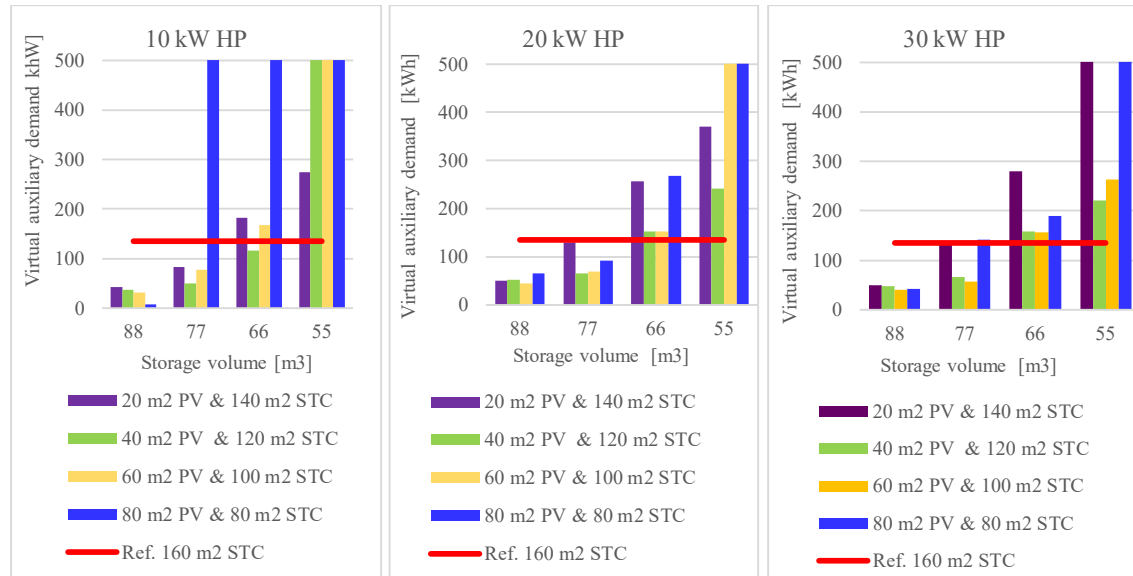 10 kW HP
Virtual auxiliary demand khW]
500
400
300
200
100
0
88 77 66 55
Storage volume [m3]
20 m2 PV & 140 m2 STC
40 m2 PV & 120 m2 STC
60 m2 PV & 100 m2 STC
80 m2 PV & 80 m2 STC
Ref. 160 m2 STC
20 kW HP
Virtual auxiliary demand [kWh]
500
400
300
200
100
0
88 77 66 55
Storage volume [m3]
20 m2 PV & 140 m2 STC
40 m2 PV & 120 m2 STC
60 m2 PV & 100 m2 STC
80 m2 PV & 80 m2 STC
Ref. 160 m2 STC
30 kW HP
Virtual auxiliary demand [kWh]
500
400
300
200
100
0
88 77 66 55
Storage volume [m3]
20 m2 PV & 140 m2 STC
40 m2 PV & 120 m2 STC
60 m2 PV & 100 m2 STC
80 m2 PV & 80 m2 STC
Ref. 160 m2 STC